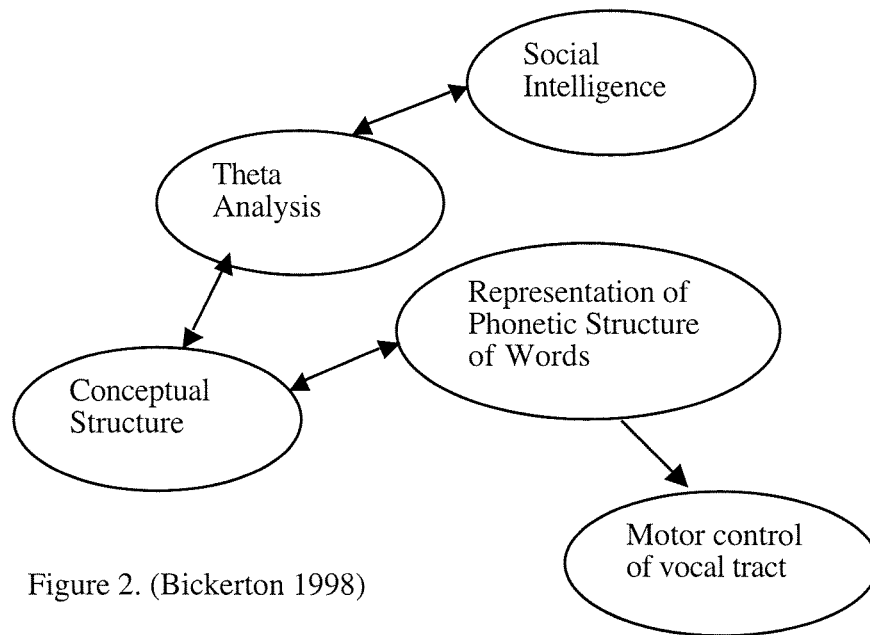 Social
Intelligence
Theta
Analysis
Representation of
Phonetic Structure
of Words
Conceptual
Structure
Motor control
of vocal tract
Figure 2. (Bickerton 1998)